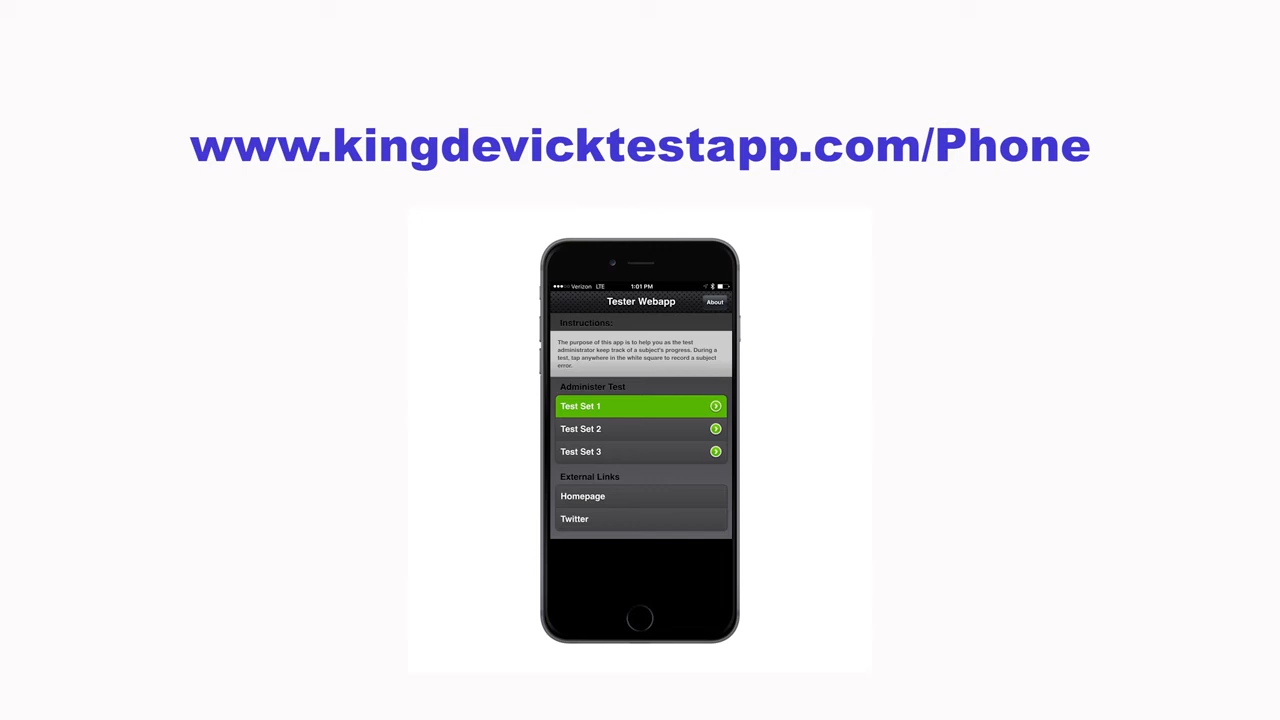 www.kingdevicktestapp.com/Phone
Verizon LTE 1:01 PM
Tester Webapp About
Instructions:
The purpose of this app is to help you as the test
administrator keep track of a subject's progress. During a
test, tap anywhere in the white square to record a subject
error.
Administer Test
Test Set 1
Test Set 2
Test Set 3
External Links
Homepage
Twitter